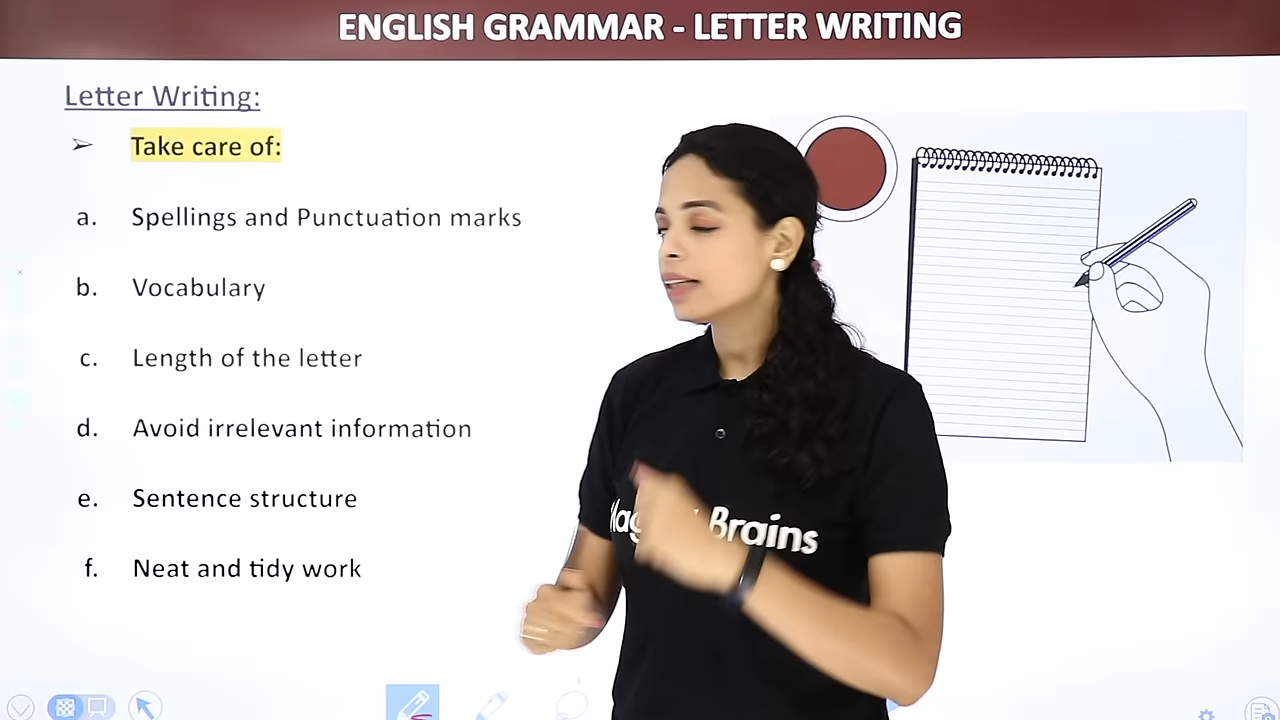 ENGLISH GRAMMAR - LETTER WRITING
Letter Writing:
➢ Take care of:
a. Spellings and Punctuation marks
b. Vocabulary
c. Length of the letter
d. Avoid irrelevant information
e. Sentence structure
f. Neat and tidy work
Brains